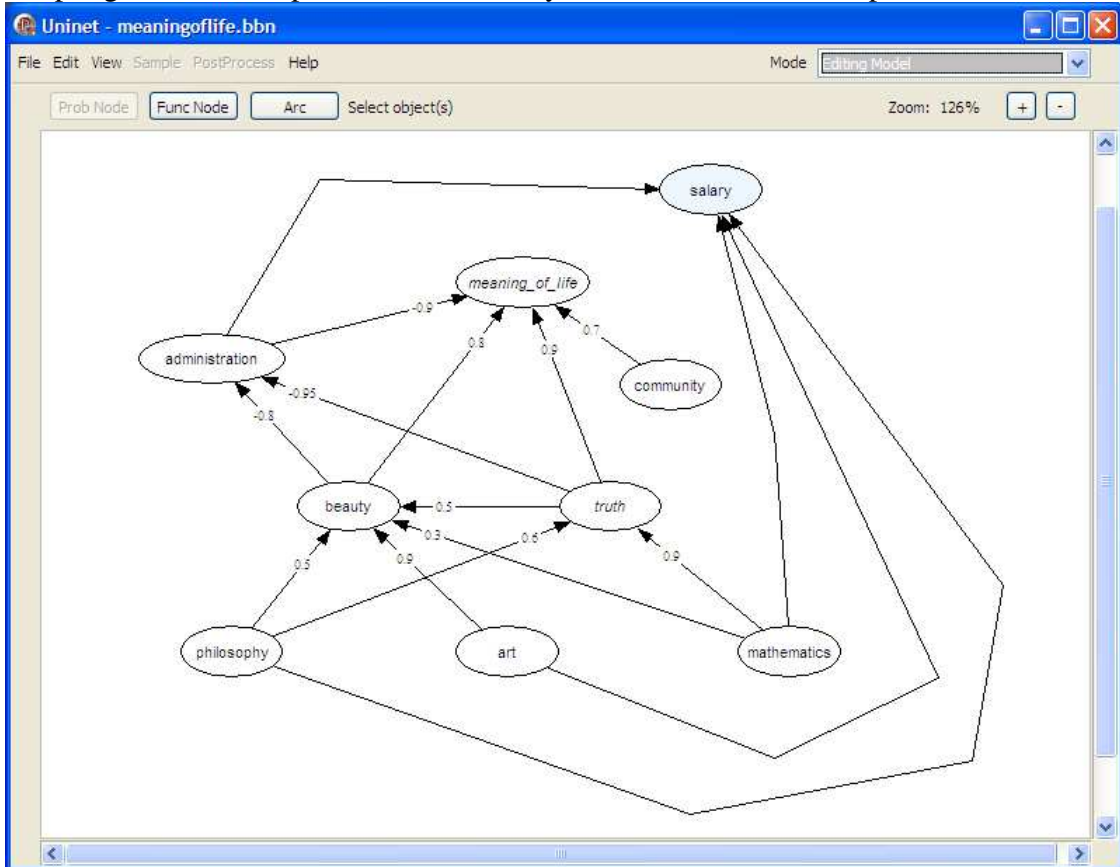 Uninet - meaningoflife.bbn
File Edit View Sample PostProcess Help
Mode Editing Model
Prob Node Func Node Arc Select object(s)
Zoom: 126% + -
salary
meaning_of_life
-0.9
0.7
0.8
0.9
administration
community
-0.95
-0.8
beauty
0.5
truth
0.3
0.6
0.5
0.9
0.9
philosophy
art
mathematics